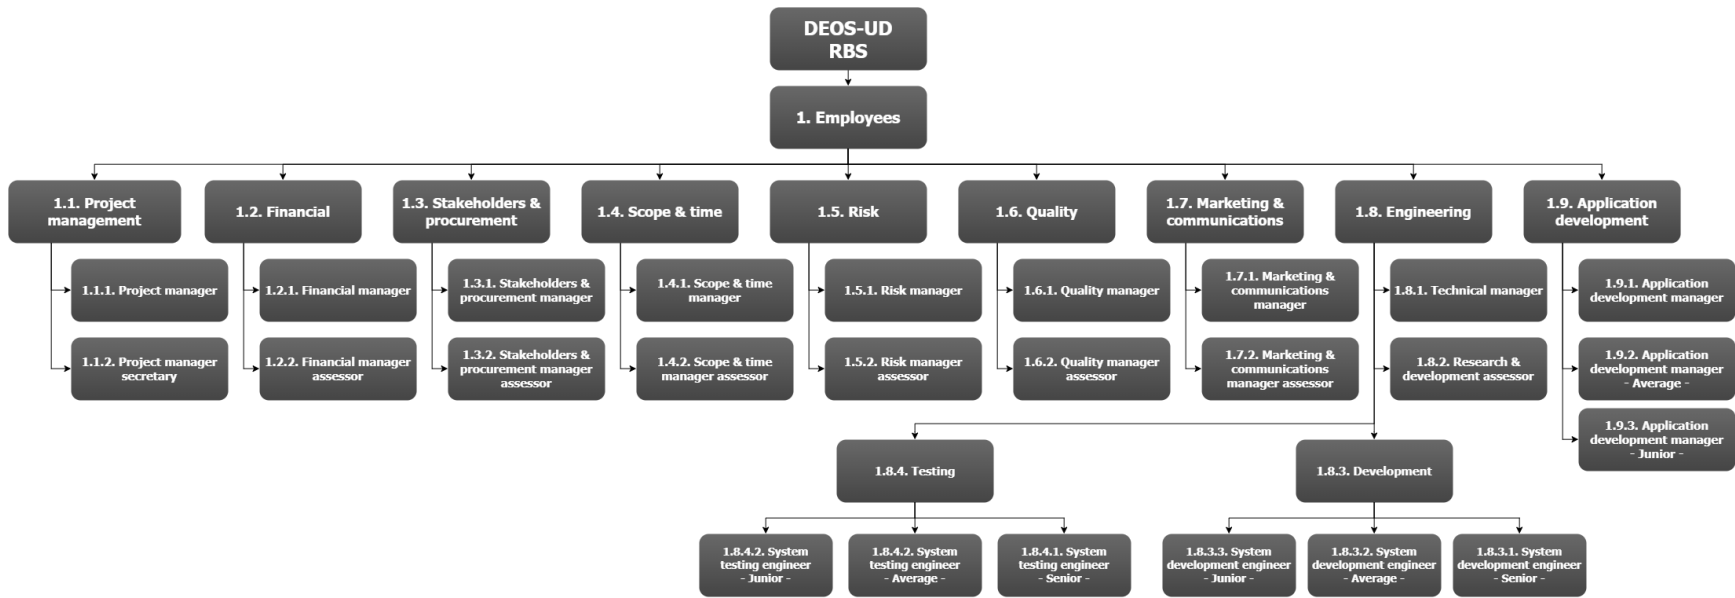 DEOS-UD
RBS
1. Employees
1.1. Project
management
1.2. Financial
1.3. Stakeholders &
procurement
1.4. Scope & time
1.5. Risk
1.6. Quality
1.7. Marketing &
communications
1.8. Engineering
1.9. Application
development
1.1.1. Project manager
1.2.1. Financial manager
1.3.1. Stakeholders &
procurement manager
1.4.1. Scope & time
manager
1.5.1. Risk manager
1.6.1. Quality manager
1.7.1. Marketing &
communications
manager
1.8.1. Technical manager
1.9.1. Application
development manager
1.1.2. Project manager
secretary
1.2.2. Financial manager
assessor
1.3.2. Stakeholders &
procurement manager
assessor
1.4.2. Scope & time
manager assessor
1.5.2. Risk manager
assessor
1.6.2. Quality manager
assessor
1.7.2. Marketing &
communications
manager assessor
1.8.2. Research &
development assessor
1.9.2. Application
development manager
- Average -
1.9.3. Application
development manager
- Junior -
1.8.4. Testing
1.8.3. Development
1.8.4.2. System
testing engineer
- Junior -
1.8.4.2. System
testing engineer
- Average -
1.8.4.1. System
testing engineer
- Senior -
1.8.3.3. System
development engineer
- Junior -
1.8.3.2. System
development engineer
- Average -
1.8.3.1. System
development engineer
- Senior -